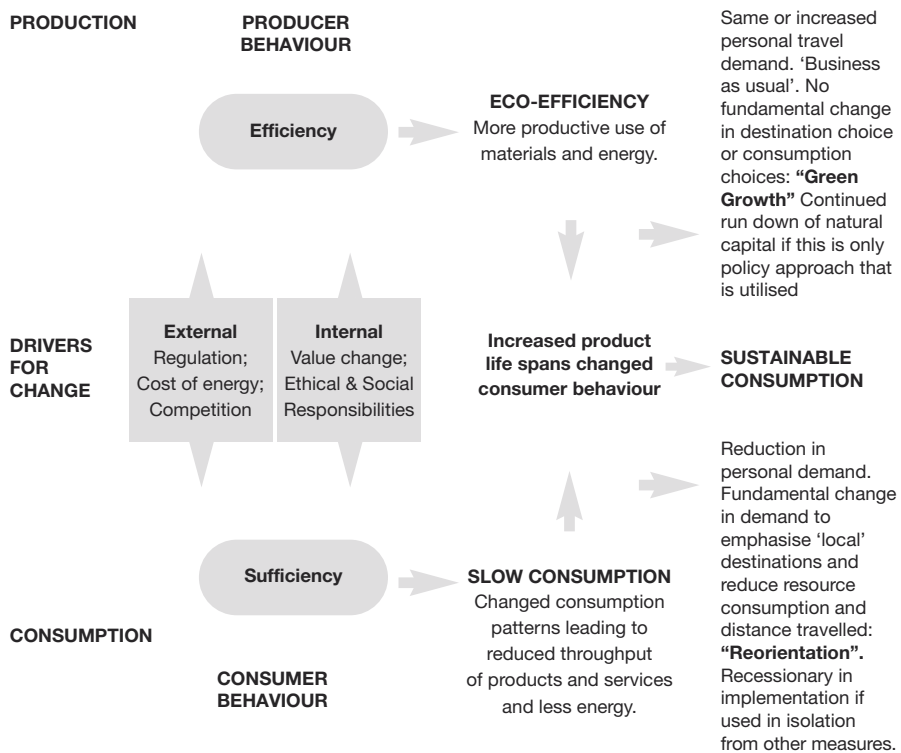 PRODUCTION
PRODUCER
BEHAVIOUR
Efficiency
ECO-EFFICIENCY
More productive use of
materials and energy.
Same or increased
personal travel
demand. ‘Business
as usual’. No
fundamental change
in destination choice
or consumption
choices: “Green
Growth” Continued
run down of natural
capital if this is only
policy approach that
is utilised
DRIVERS
FOR
CHANGE
External
Regulation;
Cost of energy;
Competition
Internal
Value change;
Ethical & Social
Responsibilities
Increased product
life spans changed
consumer behaviour
SUSTAINABLE
CONSUMPTION
Sufficiency
SLOW CONSUMPTION
Changed consumption
patterns leading to
reduced throughput
of products and services
and less energy.
Reduction in
personal demand.
Fundamental change
in demand to
emphasise ‘local’
destinations and
reduce resource
consumption and
distance travelled:
“Reorientation”.
Recessionary in
implementation if
used in isolation
from other measures.
CONSUMPTION
CONSUMER
BEHAVIOUR